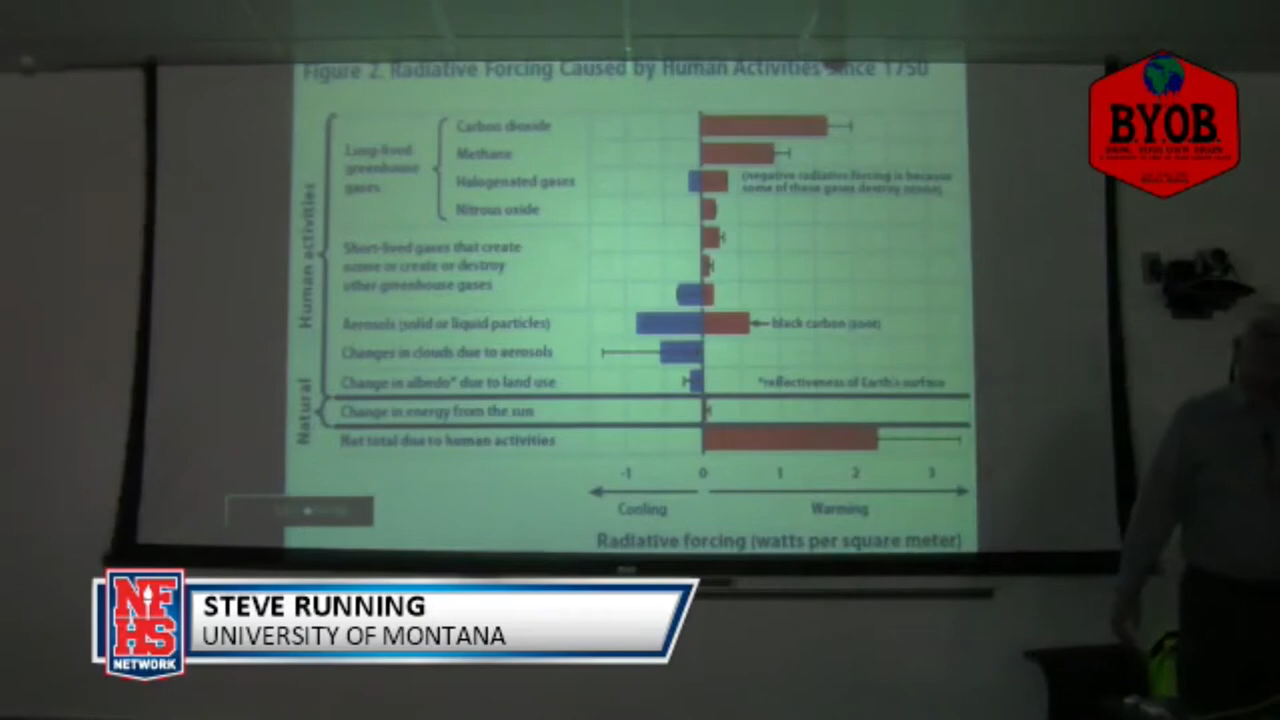 Figure 2. Radiative Forcing Caused by Human Activities Since 1750
B.Y.O.B.
Human activities
Long-lived
greenhouse
gases
Carbon dioxide
Methane
Halogenated gases
(negative radiative forcing is because
some of these gases destroy ozone)
Nitrous oxide
Short-lived gases that create
ozone or create or destroy
other greenhouse gases
Aerosols (solid or liquid particles)
black carbon (soot)
Changes in clouds due to aerosols
Change in albedo* due to land use
*reflectiveness of Earth's surface
Natural
Change in energy from the sun
Net total due to human activities
-1 0 1 2 3
Cooling
Warming
Radiative forcing (watts per square meter)
NF
HS
NETWORK
STEVE RUNNING
UNIVERSITY OF MONTANA